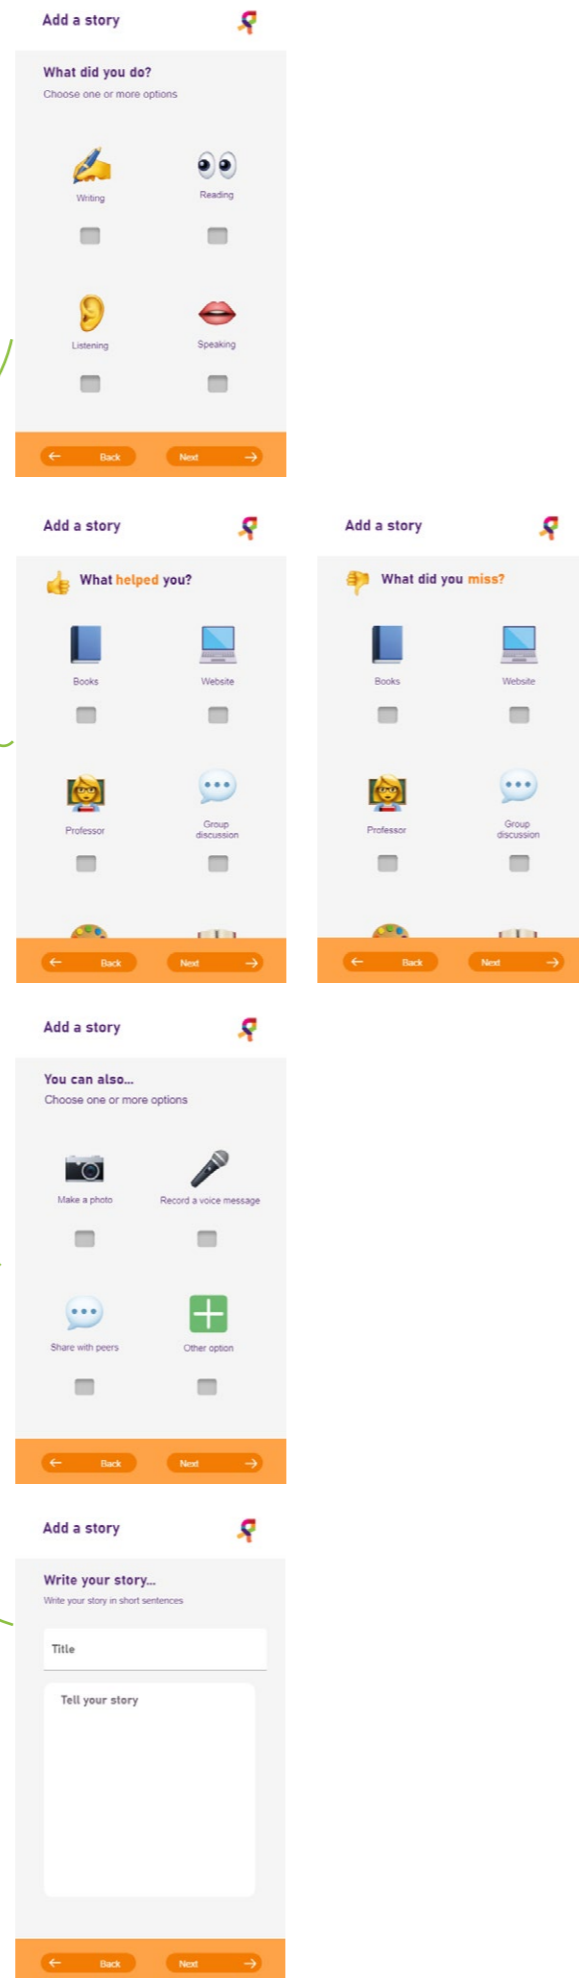 Add a story
What did you do?
Choose one or more options
Writing
Reading
Listening
Speaking
Back
Next
Add a story
What helped you?
Books
Website
Professor
Group
discussion
Back
Next
Add a story
What did you miss?
Books
Website
Professor
Group
discussion
Back
Next
Add a story
You can also...
Choose one or more options
Make a photo
Record a voice message
Share with peers
Other option
Back
Next
Add a story
Write your story...
Write your story in short sentences
Title
Tell your story
Back
Next